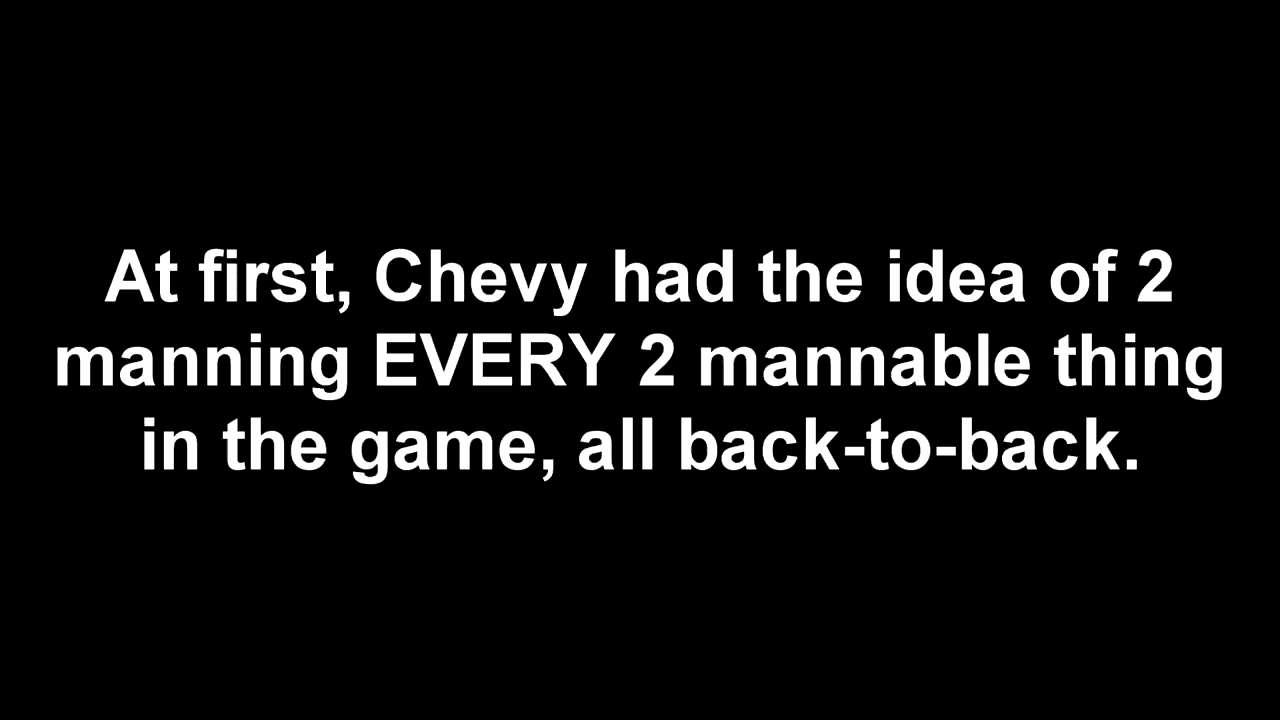 At first, Chevy had the idea of 2
manning EVERY 2 mannable thing
in the game, all back-to-back.